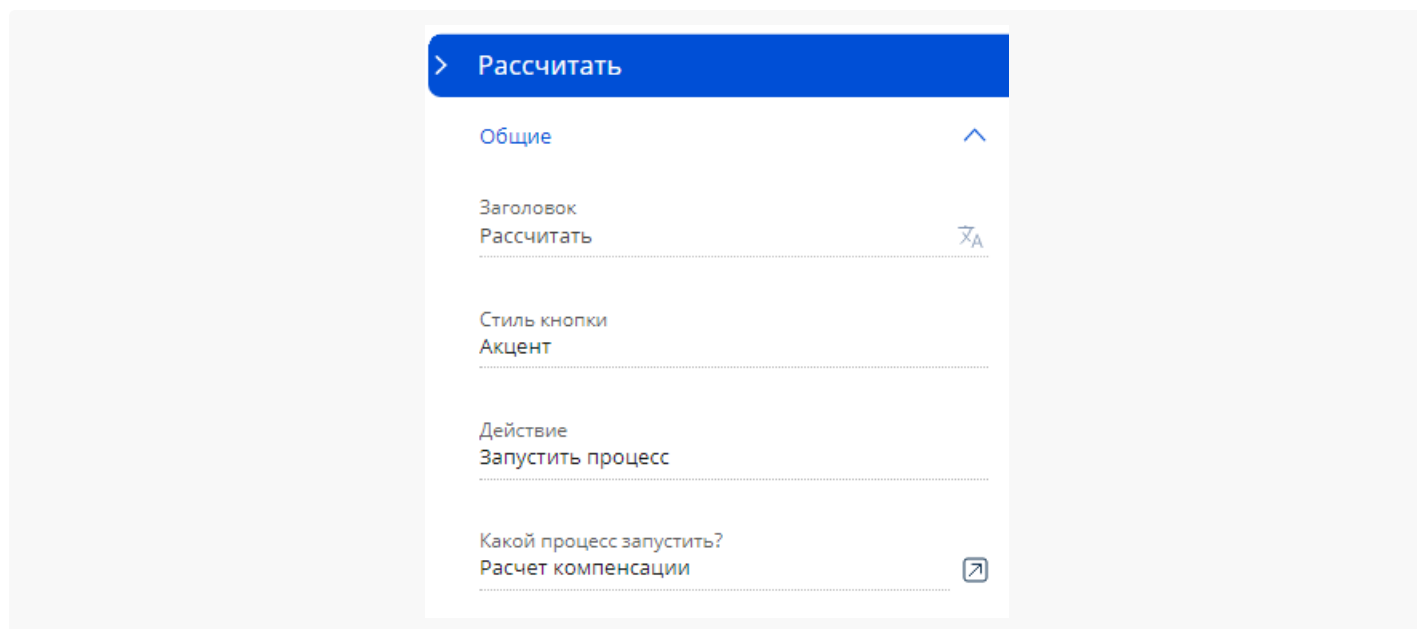 Рассчитать
Общие
Заголовок
Рассчитать
Стиль кнопки
Акцент
Действие
Запустить процесс
Какой процесс запустить?
Расчет компенсации